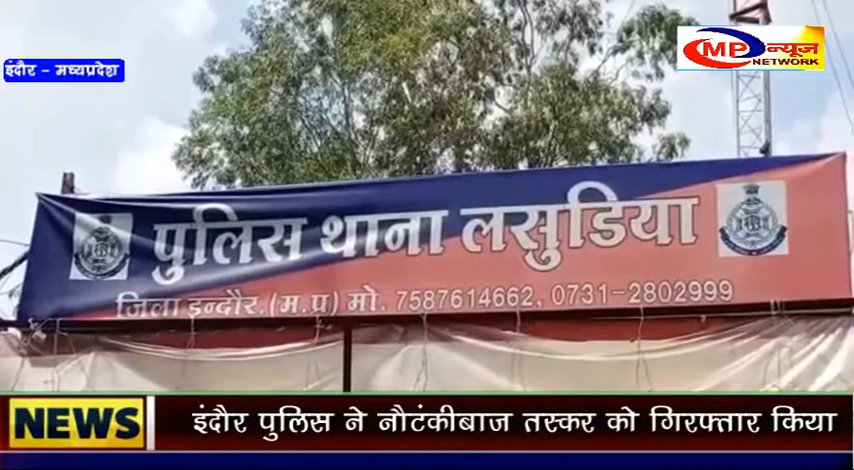 MP न्यूज
NETWORK
इंदौर - मध्यप्रदेश
पुलिस थाना लसुडिया
जिला इन्दौर.(म.प्र) मो. 7587614662, 0731-2802999
NEWS
इंदौर पुलिस ने नौटंकीबाज तस्कर को गिरफ्तार किया